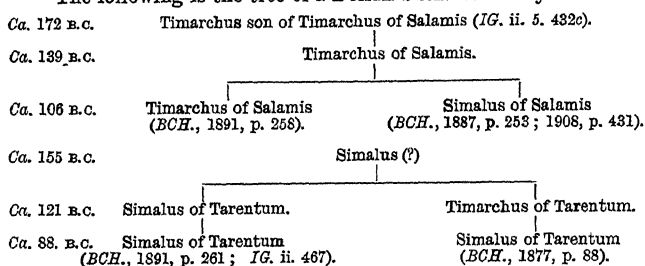 The following is the tree of a
Ca. 172 B.C. Timarchus son of Timarchus of Salamis (IG. ii. 5. 432c).
Ca. 139 B.C. Timarchus of Salamis.
Ca. 106 B.C. Timarchus of Salamis Simalus of Salamis
(BCH., 1891, p. 258). (BCH., 1887, p. 253; 1908, p. 431).
Ca. 155 B.C. Simalus (?)
Ca. 121 B.C. Simalus of Tarentum. Timarchus of Tarentum.
Ca. 88. B.C. Simalus of Tarentum Simalus of Tarentum
(BCH., 1891, p. 261; IG. ii. 467). (BCH., 1877, p. 88).